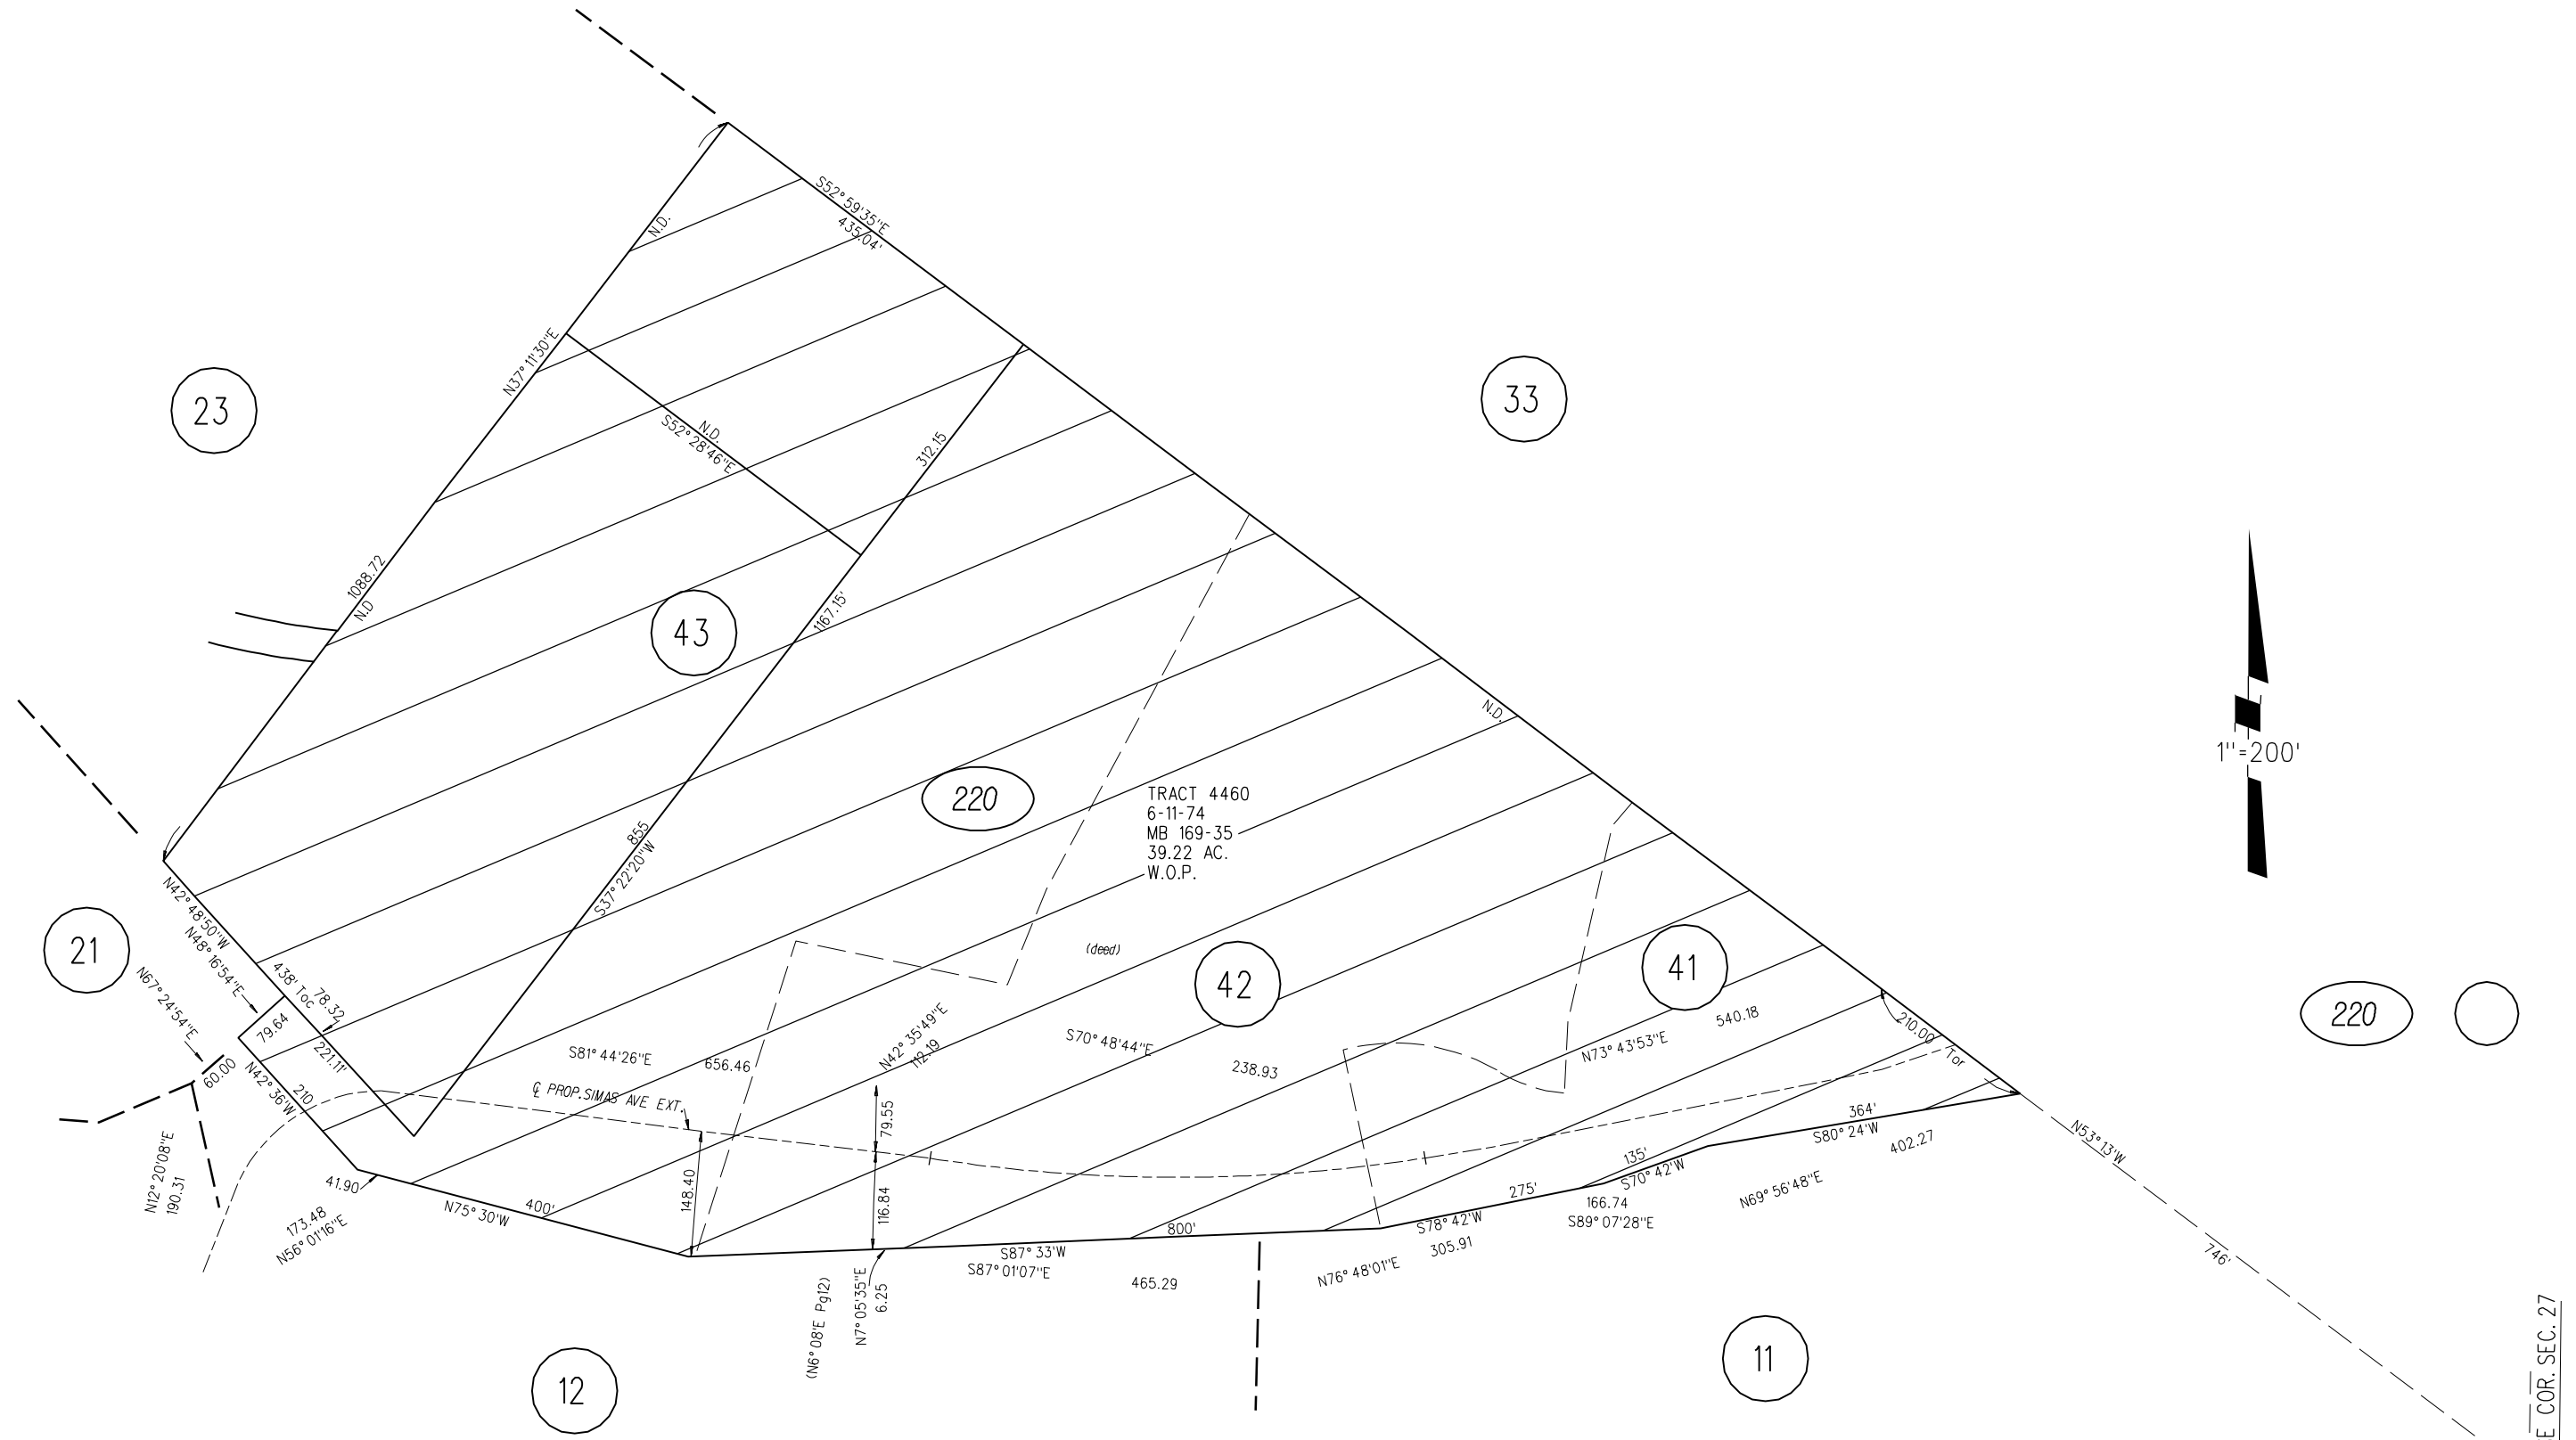 S52° 59'35"E
435.04'
N.D.
N37° 11'30"E
23
33
N.D.
S52° 28'46"E
312.15
1088.72
N.D
43
1167.15'
N.D.
1"=200'
220
TRACT 4460
6-11-74
MB 169-35
39.22 AC.
W.O.P.
855
S37° 22'20"W
N42° 48'50"W
N48° 16'54"E
21
N67° 24'54"E
438' Toc
78.32
79.64
221.11'
60.00
N42° 36'W
210
(deed)
42
41
220
N42° 35'49"E
112.19
S81° 44'26"E
656.46
S70° 48'44"E
238.93
N73° 43'53"E
540.18
210.00 Tor
℄ PROP. SIMAS AVE EXT.
79.55
148.40
116.84
N12° 20'08"E
190.31
41.90
173.48
N56° 01'16"E
N75° 30'W
400'
S87° 33'W
800'
S87° 01'07"E
465.29
S78° 42'W
275'
N76° 48'01"E
305.91
135'
S70° 42'W
166.74
S89° 07'28"E
364'
S80° 24'W
402.27
N69° 56'48"E
N53° 13'W
746'
(N6° 08'E Pg12)
N7° 05'35"E
6.25
12
11
E COR. SEC. 27